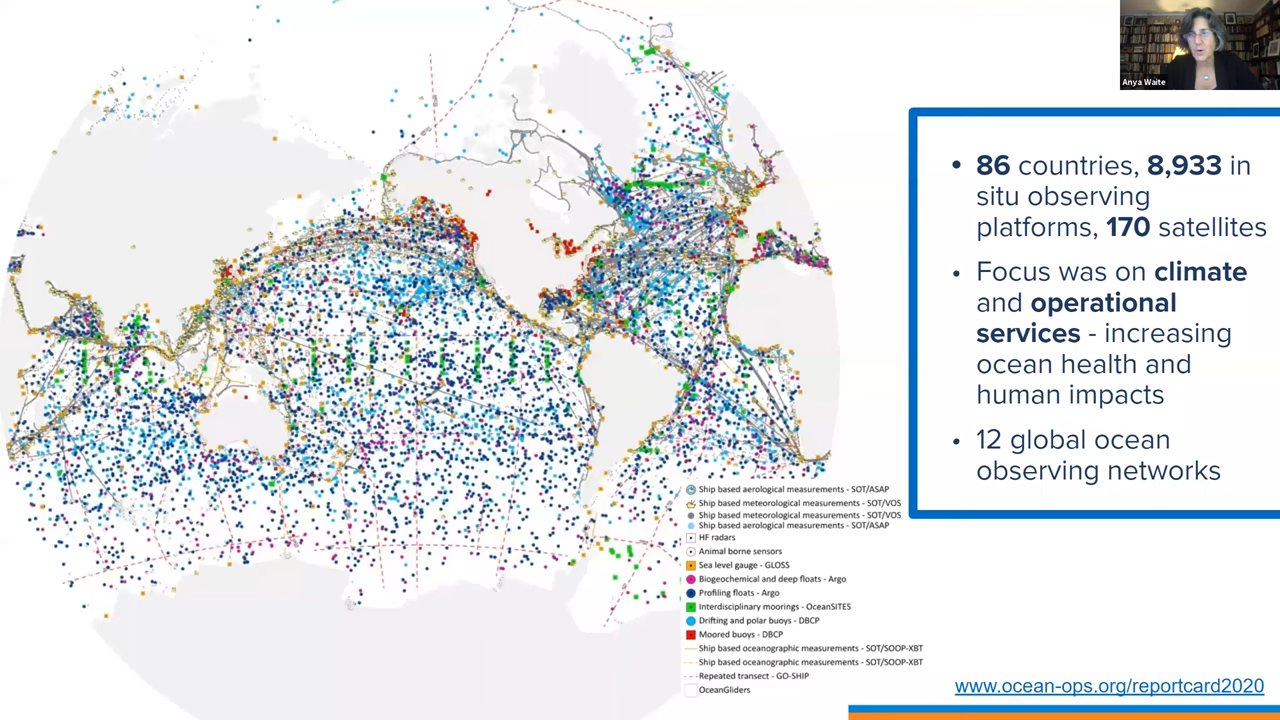 Anya Waite
• 86 countries, 8,933 in
situ observing
platforms, 170 satellites
• Focus was on climate
and operational
services - increasing
ocean health and
human impacts
• 12 global ocean
observing networks
Ship based aerological measurements - SOT/ASAP
Ship based meteorological measurements - SOT/VOS
Ship based meteorological measurements - SOT/VOS
Ship based aerological measurements - SOT/ASAP
HF radars
Animal borne sensors
Sea level gauge - GLOSS
Biogeochemical and deep floats - Argo
Profiling floats - Argo
Interdisciplinary moorings - OceanSITES
Drifting and polar buoys - DBCP
Moored buoys - DBCP
Ship based oceanographic measurements - SOT/SOOP-XBT
Ship based oceanographic measurements - SOT/SOOP-XBT
Repeated transect - GO-SHIP
OceanGliders
www.ocean-ops.org/reportcard2020